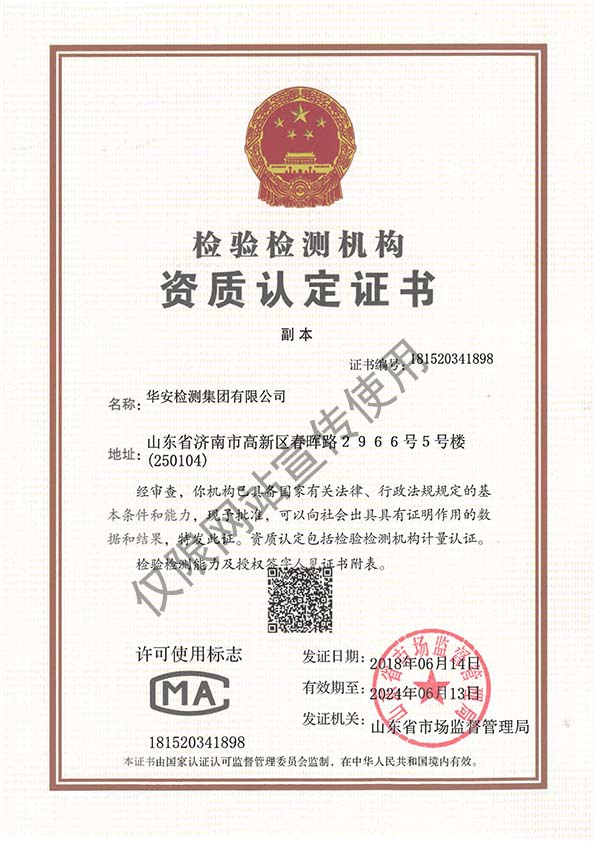 检验检测机构
资质认定证书
副本
证书编号:181520341898
名称:华安检测集团有限公司
地址:山东省济南市高新区春晖路2966号5号楼
(250104)
经审查，你机构已具备国家有关法律、行政法规规定的基
本条件和能力，现予批准，可以向社会出具具有证明作用的数
据和结果，特发此证。资质认定包括检验检测机构计量认证。
检验检测能力及授权签字人见证书附表。
仅限网站宣传使用
许可使用标志
MA
181520341898
发证日期:2018年06月14日
有效期至:2024年06月13日
发证机关:山东省市场监督管理局
山东省市场监督管理局
本证书由国家认证认可监督管理委员会监制，在中华人民共和国境内有效。